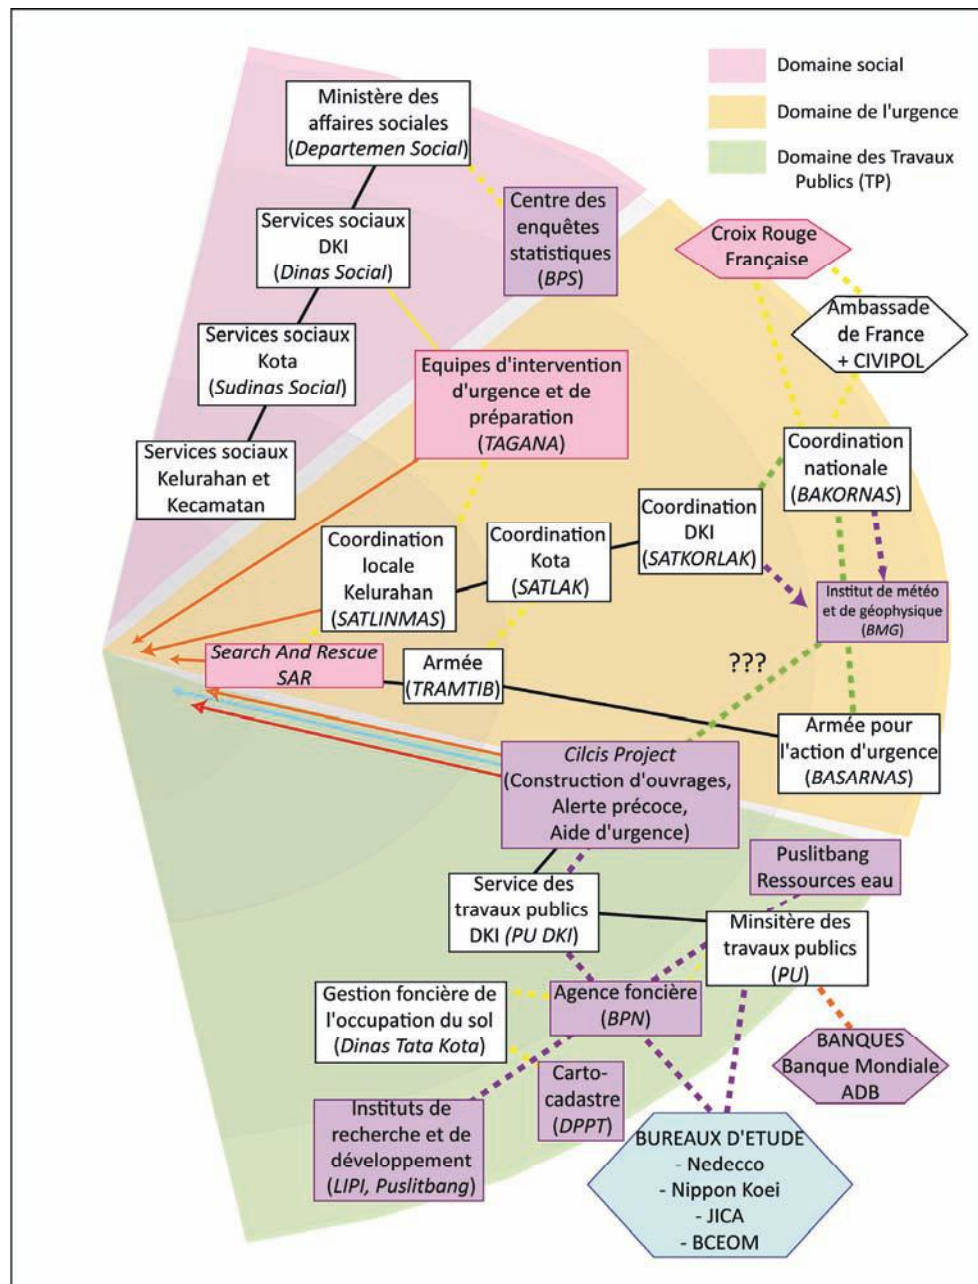 Domaine social
Domaine de l'urgence
Domaine des Travaux
Publics (TP)
Ministère des
affaires sociales
(Departemen Social)
Centre des
enquêtes
statistiques
(BPS)
Services sociaux
DKI
(Dinas Social)
Croix Rouge
Française
Ambassade
de France
+ CIVIPOL
Services sociaux
Kota
(Sudinas Social)
Equipes d'intervention
d'urgence et de
préparation
(TAGANA)
Services sociaux
Kelurahan et
Kecamatan
Coordination
nationale
(BAKORNAS)
Coordination
DKI
(SATKORLAK)
Coordination
Kota
(SATLAK)
Coordination
locale
Kelurahan
(SATLINMAS)
Institut de météo
et de géophysique
(BMG)
Search And Rescue
SAR
Armée
(TRAMTIB)
???
Armée pour
l'action d'urgence
(BASARNAS)
Cilcis Project
(Construction d'ouvrages,
Alerte précoce,
Aide d'urgence)
Puslitbang
Ressources eau
Service des
travaux publics
DKI (PU DKI)
Minsitère des
travaux publics
(PU)
Gestion foncière de
l'occupation du sol
(Dinas Tata Kota)
Agence foncière
(BPN)
BANQUES
Banque Mondiale
ADB
Carto-
cadastre
(DPPT)
Instituts de
recherche et de
développement
(LIPI, Puslitbang)
BUREAUX D'ETUDE
- Nedecco
- Nippon Koei
- JICA
- BCEOM